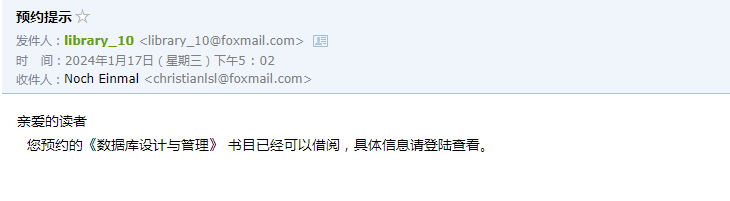 预约提示
发件人：library_10 <library_10@foxmail.com>
时　间：2024年1月17日（星期三）下午5：02
收件人：Noch Einmal <christianlsl@foxmail.com>
亲爱的读者
您预约的《数据库设计与管理》 书目已经可以借阅，具体信息请登陆查看。